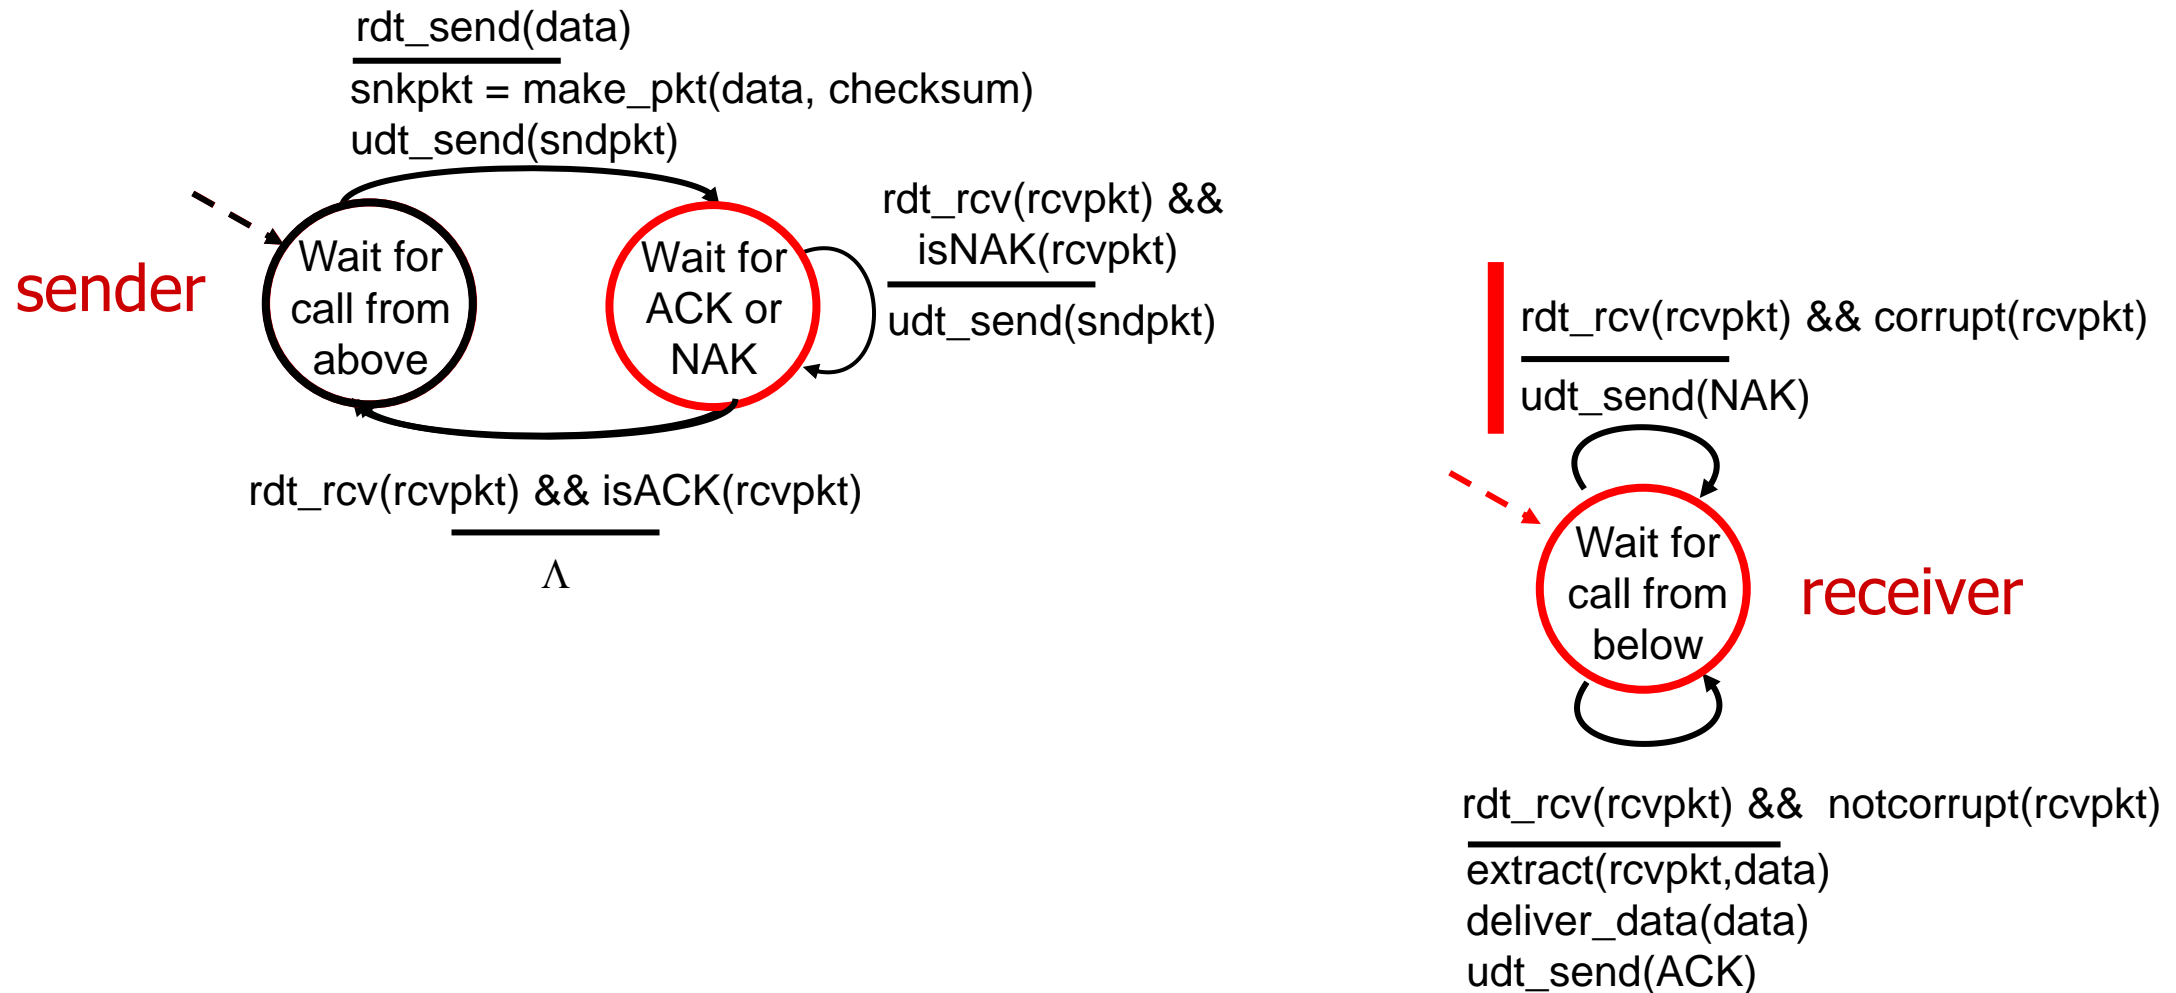 rdt_send(data)
snkpkt = make_pkt(data, checksum)
udt_send(sndpkt)
sender
Wait for
call from
above
Wait for
ACK or
NAK
rdt_rcv(rcvpkt) &&
isNAK(rcvpkt)
udt_send(sndpkt)
rdt_rcv(rcvpkt) && isACK(rcvpkt)
Λ
rdt_rcv(rcvpkt) && corrupt(rcvpkt)
udt_send(NAK)
Wait for
call from
below
receiver
rdt_rcv(rcvpkt) && notcorrupt(rcvpkt)
extract(rcvpkt,data)
deliver_data(data)
udt_send(ACK)